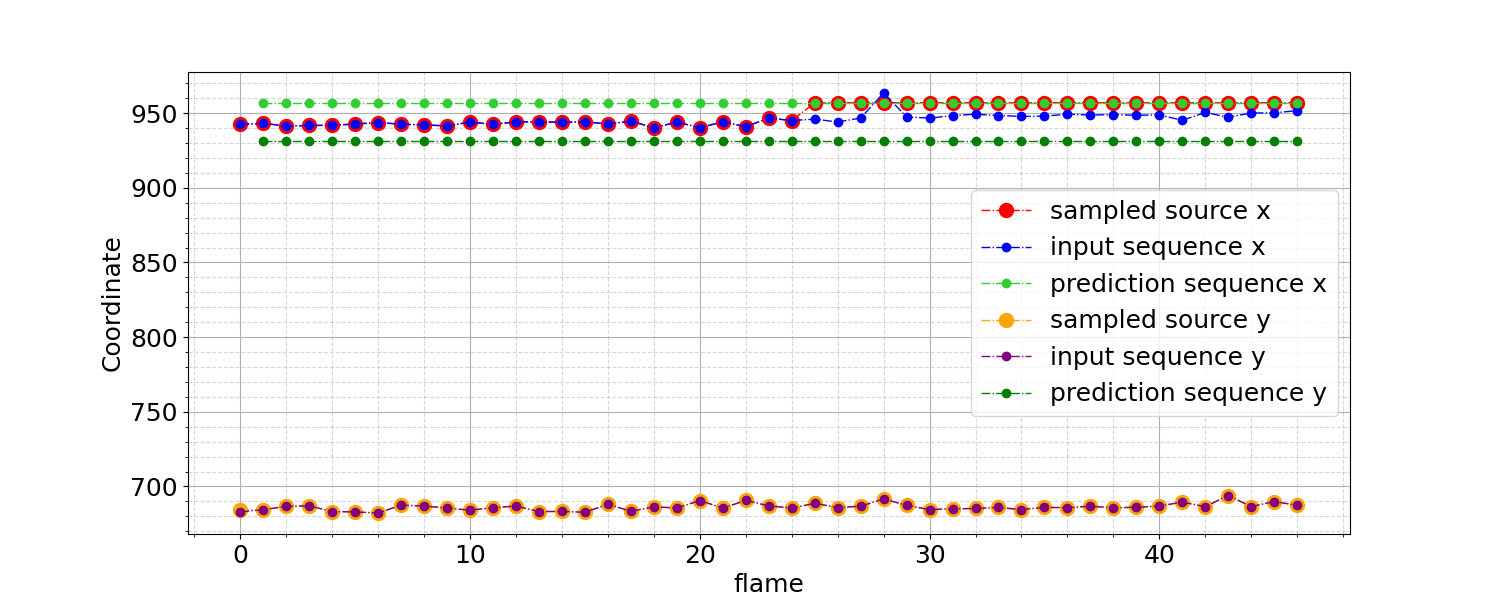 950
900
850
800
750
700
Coordinate
0
10
20
30
40
flame
sampled source x
input sequence x
prediction sequence x
sampled source y
input sequence y
prediction sequence y